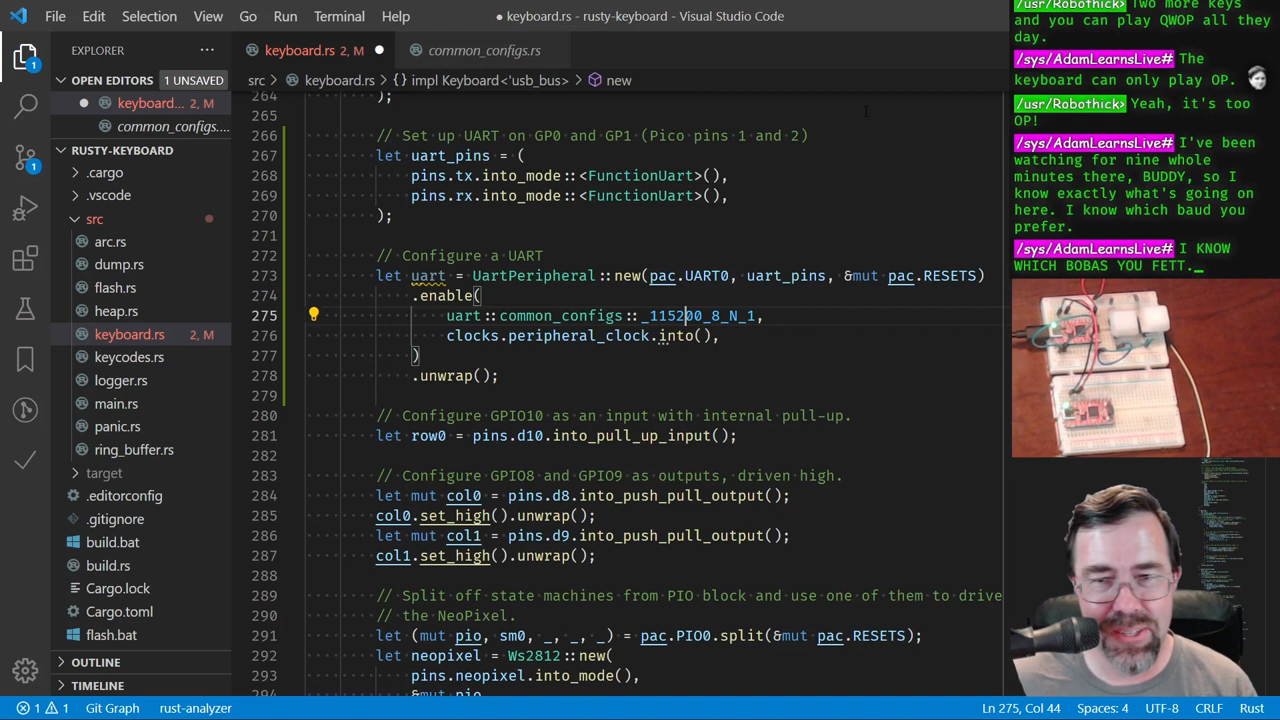 File Edit Selection View Go Run Terminal Help
● keyboard.rs - rusty-keyboard - Visual Studio Code
EXPLORER ···
keyboard.rs 2, M ●
common_configs.rs
OPEN EDITORS 1 UNSAVED
● keyboard... 2, M
common_configs....
RUSTY-KEYBOARD
.cargo
.vscode
src
arc.rs
dump.rs
flash.rs
heap.rs
keyboard.rs 2, M
keycodes.rs
logger.rs
main.rs
panic.rs
ring_buffer.rs
target
.editorconfig
.gitignore
build.bat
build.rs
Cargo.lock
Cargo.toml
flash.bat
OUTLINE
TIMELINE
src > keyboard.rs > {} impl Keyboard<'usb_bus> > new
264 );
265
266 // Set up UART on GP0 and GP1 (Pico pins 1 and 2)
267 let uart_pins = (
268 pins.tx.into_mode::<FunctionUart>(),
269 pins.rx.into_mode::<FunctionUart>(),
270 );
271
272 // Configure a UART
273 let uart = UartPeripheral::new(pac.UART0, uart_pins, &mut pac.RESETS)
274 .enable(
275 uart::common_configs::_115200_8_N_1,
276 clocks.peripheral_clock.into(),
277 )
278 .unwrap();
279
280 // Configure GPIO10 as an input with internal pull-up.
281 let row0 = pins.d10.into_pull_up_input();
282
283 // Configure GPIO8 and GPIO9 as outputs, driven high.
284 let mut col0 = pins.d8.into_push_pull_output();
285 col0.set_high().unwrap();
286 let mut col1 = pins.d9.into_push_pull_output();
287 col1.set_high().unwrap();
288
289 // Split off state machines from PIO block and use one of them to drive
290 // the NeoPixel.
291 let (mut pio, sm0, _, _, _) = pac.PIO0.split(&mut pac.RESETS);
292 let neopixel = Ws2812::new(
293 pins.neopixel.into_mode(),
294 &mut pio,
/usr/Robothick> Two more keys
and you can play QWOP all they
day.
/sys/AdamLearnsLive# The
keyboard can only play OP.
/usr/Robothick> Yeah, it's too
OP!
/sys/AdamLearnsLive# I've been
watching for nine whole
minutes there, BUDDY, so I
know exactly what's going on
here. I know which baud you
prefer.
/sys/AdamLearnsLive# I KNOW
WHICH BOBAS YOU FETT._
1 1 Git Graph rust-analyzer
Ln 275, Col 44 Spaces: 4 UTF-8 CRLF Rust